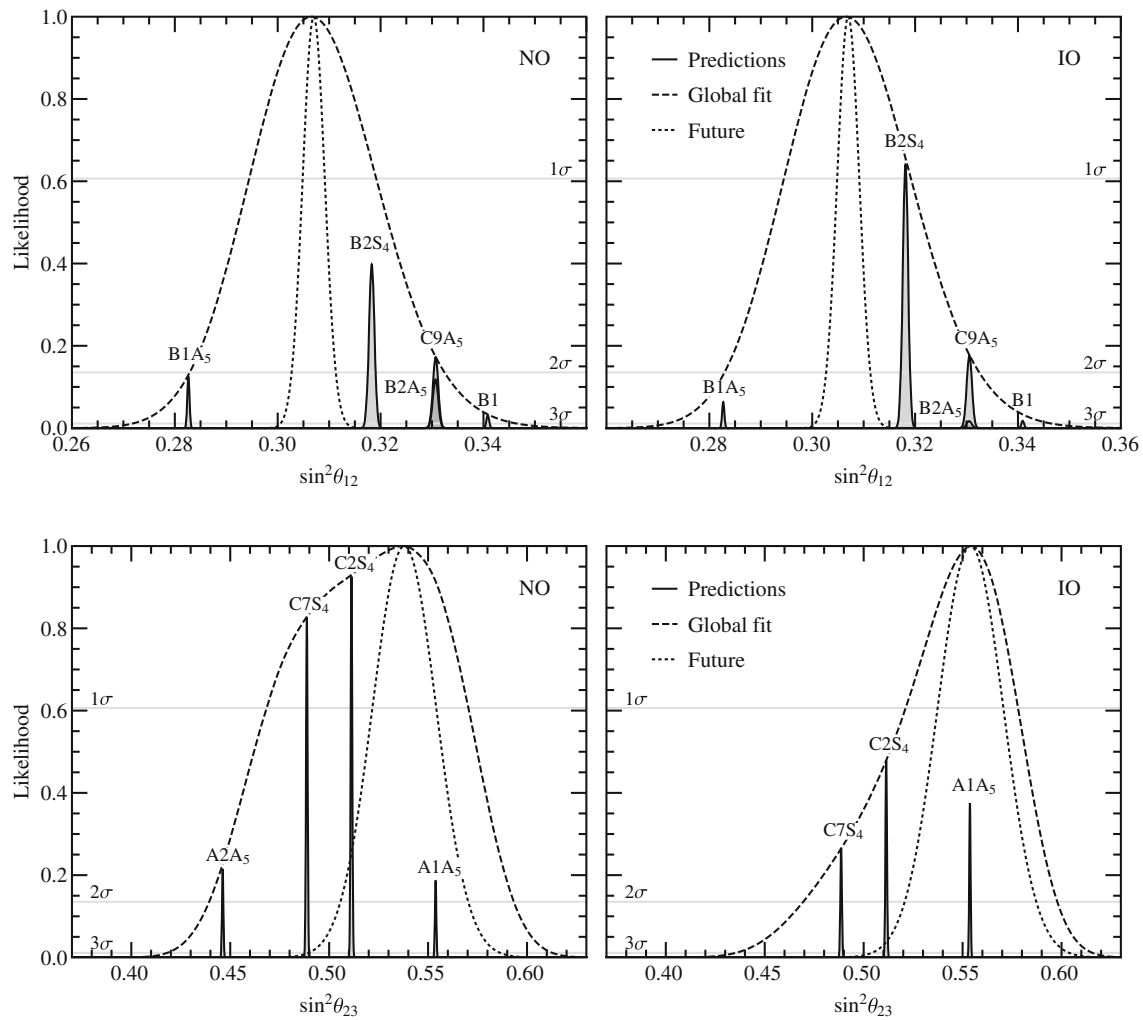 1.0
0.8
0.6
0.4
0.2
0.0
Likelihood
NO
1σ
B2S₄
B1A₅
C9A₅
2σ
B2A₅
B1
3σ
0.26 0.28 0.30 0.32 0.34
sin²θ₁₂
Predictions
Global fit
Future
IO
B2S₄
1σ
C9A₅
2σ
B1A₅
B2A₅
B1
3σ
0.28 0.30 0.32 0.34 0.36
sin²θ₁₂
1.0
0.8
0.6
0.4
0.2
0.0
Likelihood
NO
C2S₄
C7S₄
1σ
A2A₅
A1A₅
2σ
3σ
0.40 0.45 0.50 0.55 0.60
sin²θ₂₃
Predictions
Global fit
Future
IO
1σ
C2S₄
A1A₅
C7S₄
2σ
3σ
0.40 0.45 0.50 0.55 0.60
sin²θ₂₃